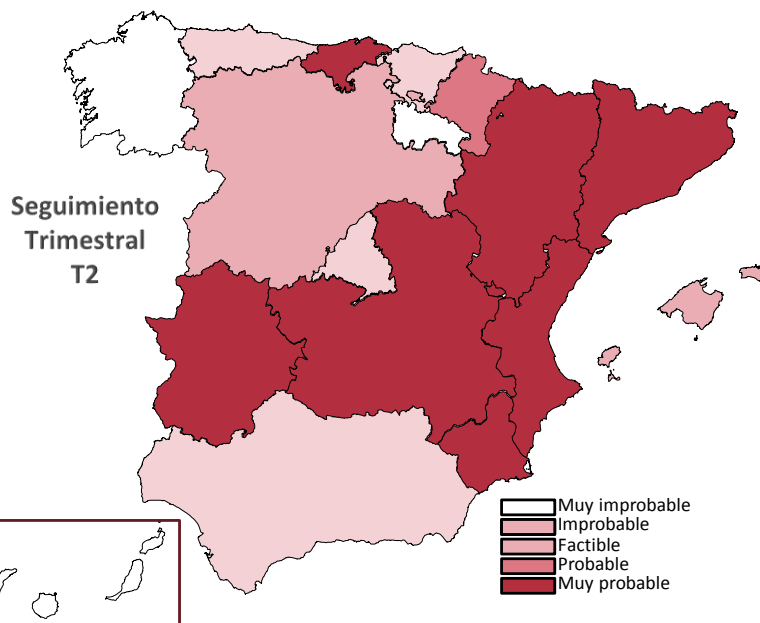 Seguimiento
Trimestral
T2
Muy improbable
Improbable
Factible
Probable
Muy probable